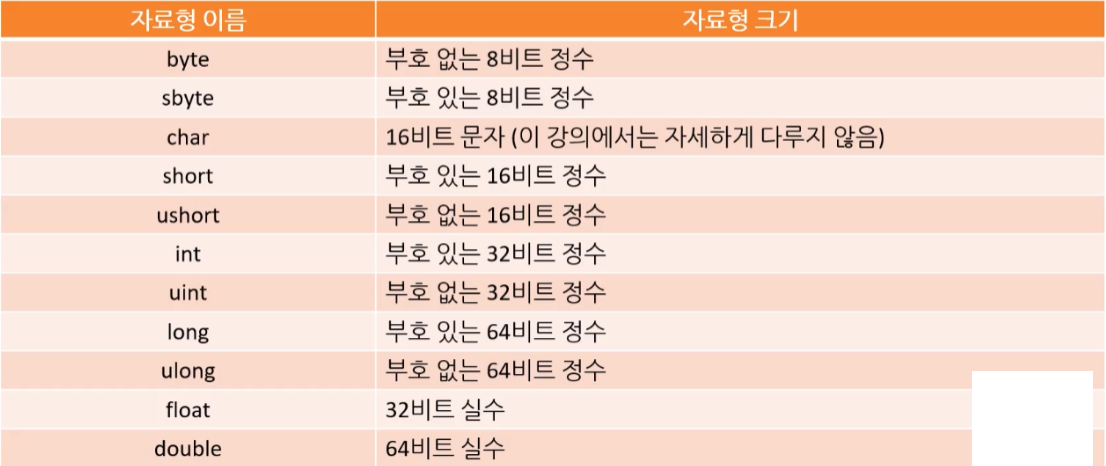 자료형 이름 자료형 크기
byte 부호 없는 8비트 정수
sbyte 부호 있는 8비트 정수
char 16비트 문자 (이 강의에서는 자세하게 다루지 않음)
short 부호 있는 16비트 정수
ushort 부호 없는 16비트 정수
int 부호 있는 32비트 정수
uint 부호 없는 32비트 정수
long 부호 있는 64비트 정수
ulong 부호 없는 64비트 정수
float 32비트 실수
double 64비트 실수